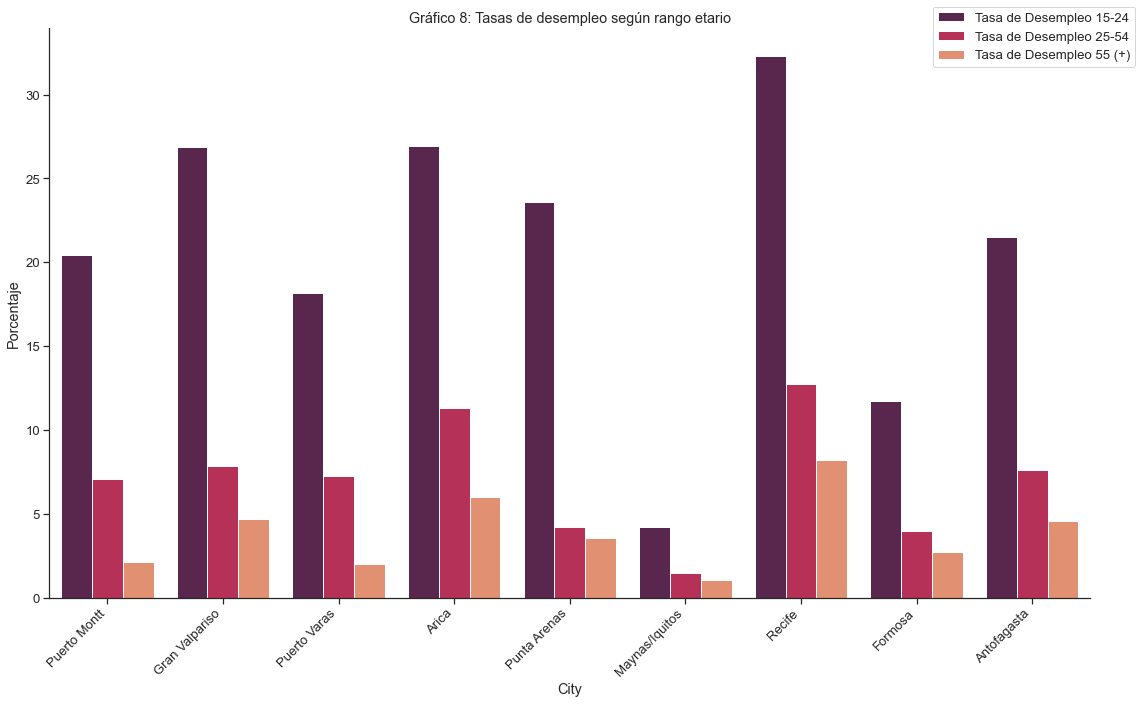 Gráfico 8: Tasas de desempleo según rango etario
Tasa de Desempleo 15-24
Tasa de Desempleo 25-54
Tasa de Desempleo 55 (+)
Porcentaje
30
25
20
15
10
5
0
Puerto Montt
Gran Valpariso
Puerto Varas
Arica
Punta Arenas
Maynas/Iquitos
Recife
Formosa
Antofagasta
City